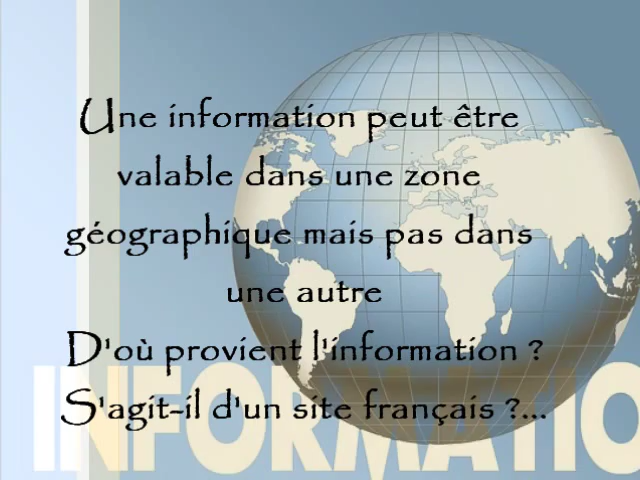 Une information peut être
valable dans une zone
géographique mais pas dans
une autre
D'où provient l'information ?
S'agit-il d'un site français ?...
INFORMATIO